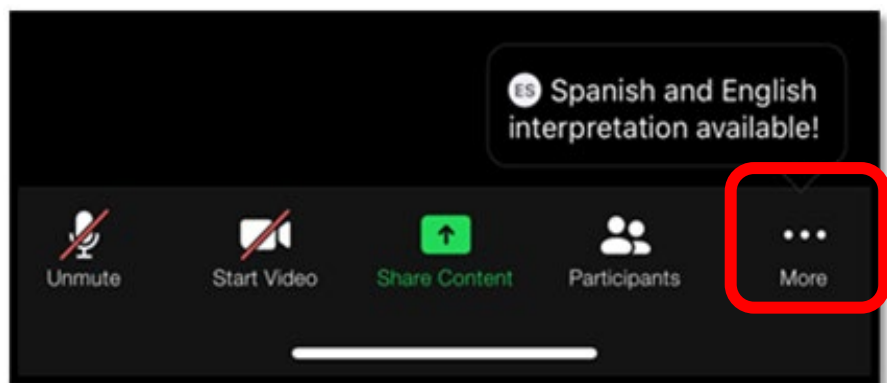 ES Spanish and English
interpretation available!
Unmute
Start Video
Share Content
Participants
More